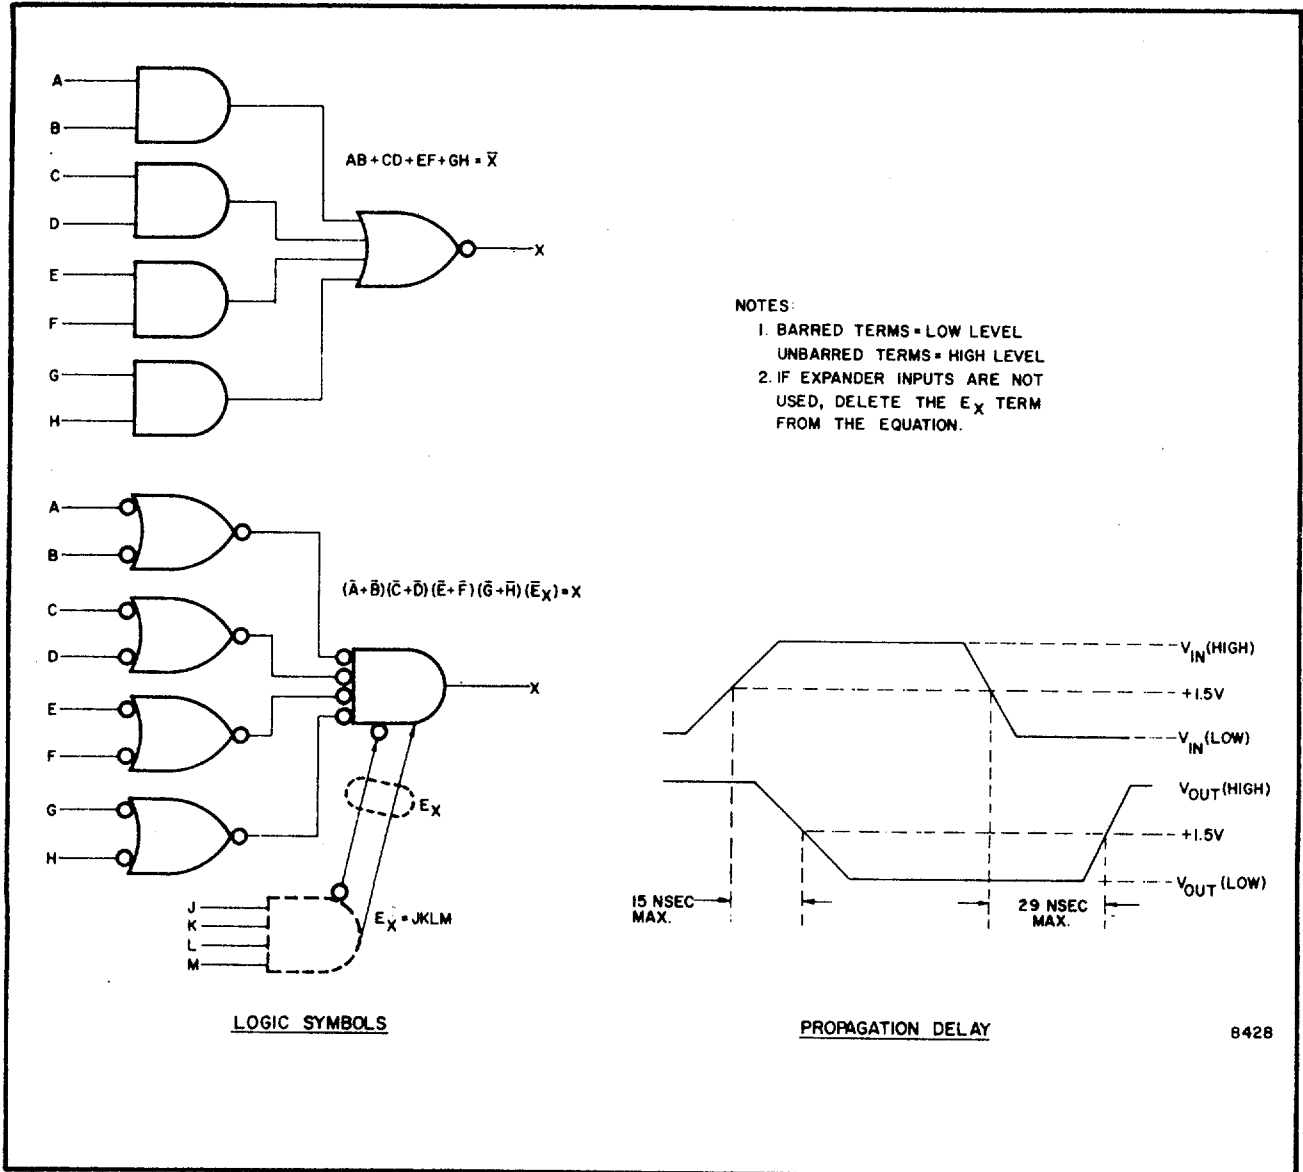 A
B
C
D
E
F
G
H
AB+CD+EF+GH = X̄
X
NOTES:
1. BARRED TERMS = LOW LEVEL
UNBARRED TERMS = HIGH LEVEL
2. IF EXPANDER INPUTS ARE NOT
USED, DELETE THE EX TERM
FROM THE EQUATION.
A
B
C
D
E
F
G
H
(Ā+B̄)(C̄+D̄)(Ē+F̄)(Ḡ+H̄)(ĒX)=X
X
EX
J
K
L
M
EX=JKLM
LOGIC SYMBOLS
VIN(HIGH)
+1.5V
VIN(LOW)
VOUT(HIGH)
+1.5V
VOUT(LOW)
15 NSEC
MAX.
29 NSEC
MAX.
PROPAGATION DELAY
8428